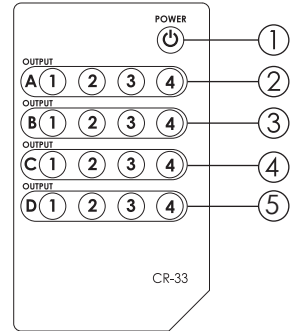 POWER
1
OUTPUT
A 1 2 3 4
2
OUTPUT
B 1 2 3 4
3
OUTPUT
C 1 2 3 4
4
OUTPUT
D 1 2 3 4
5
CR-33